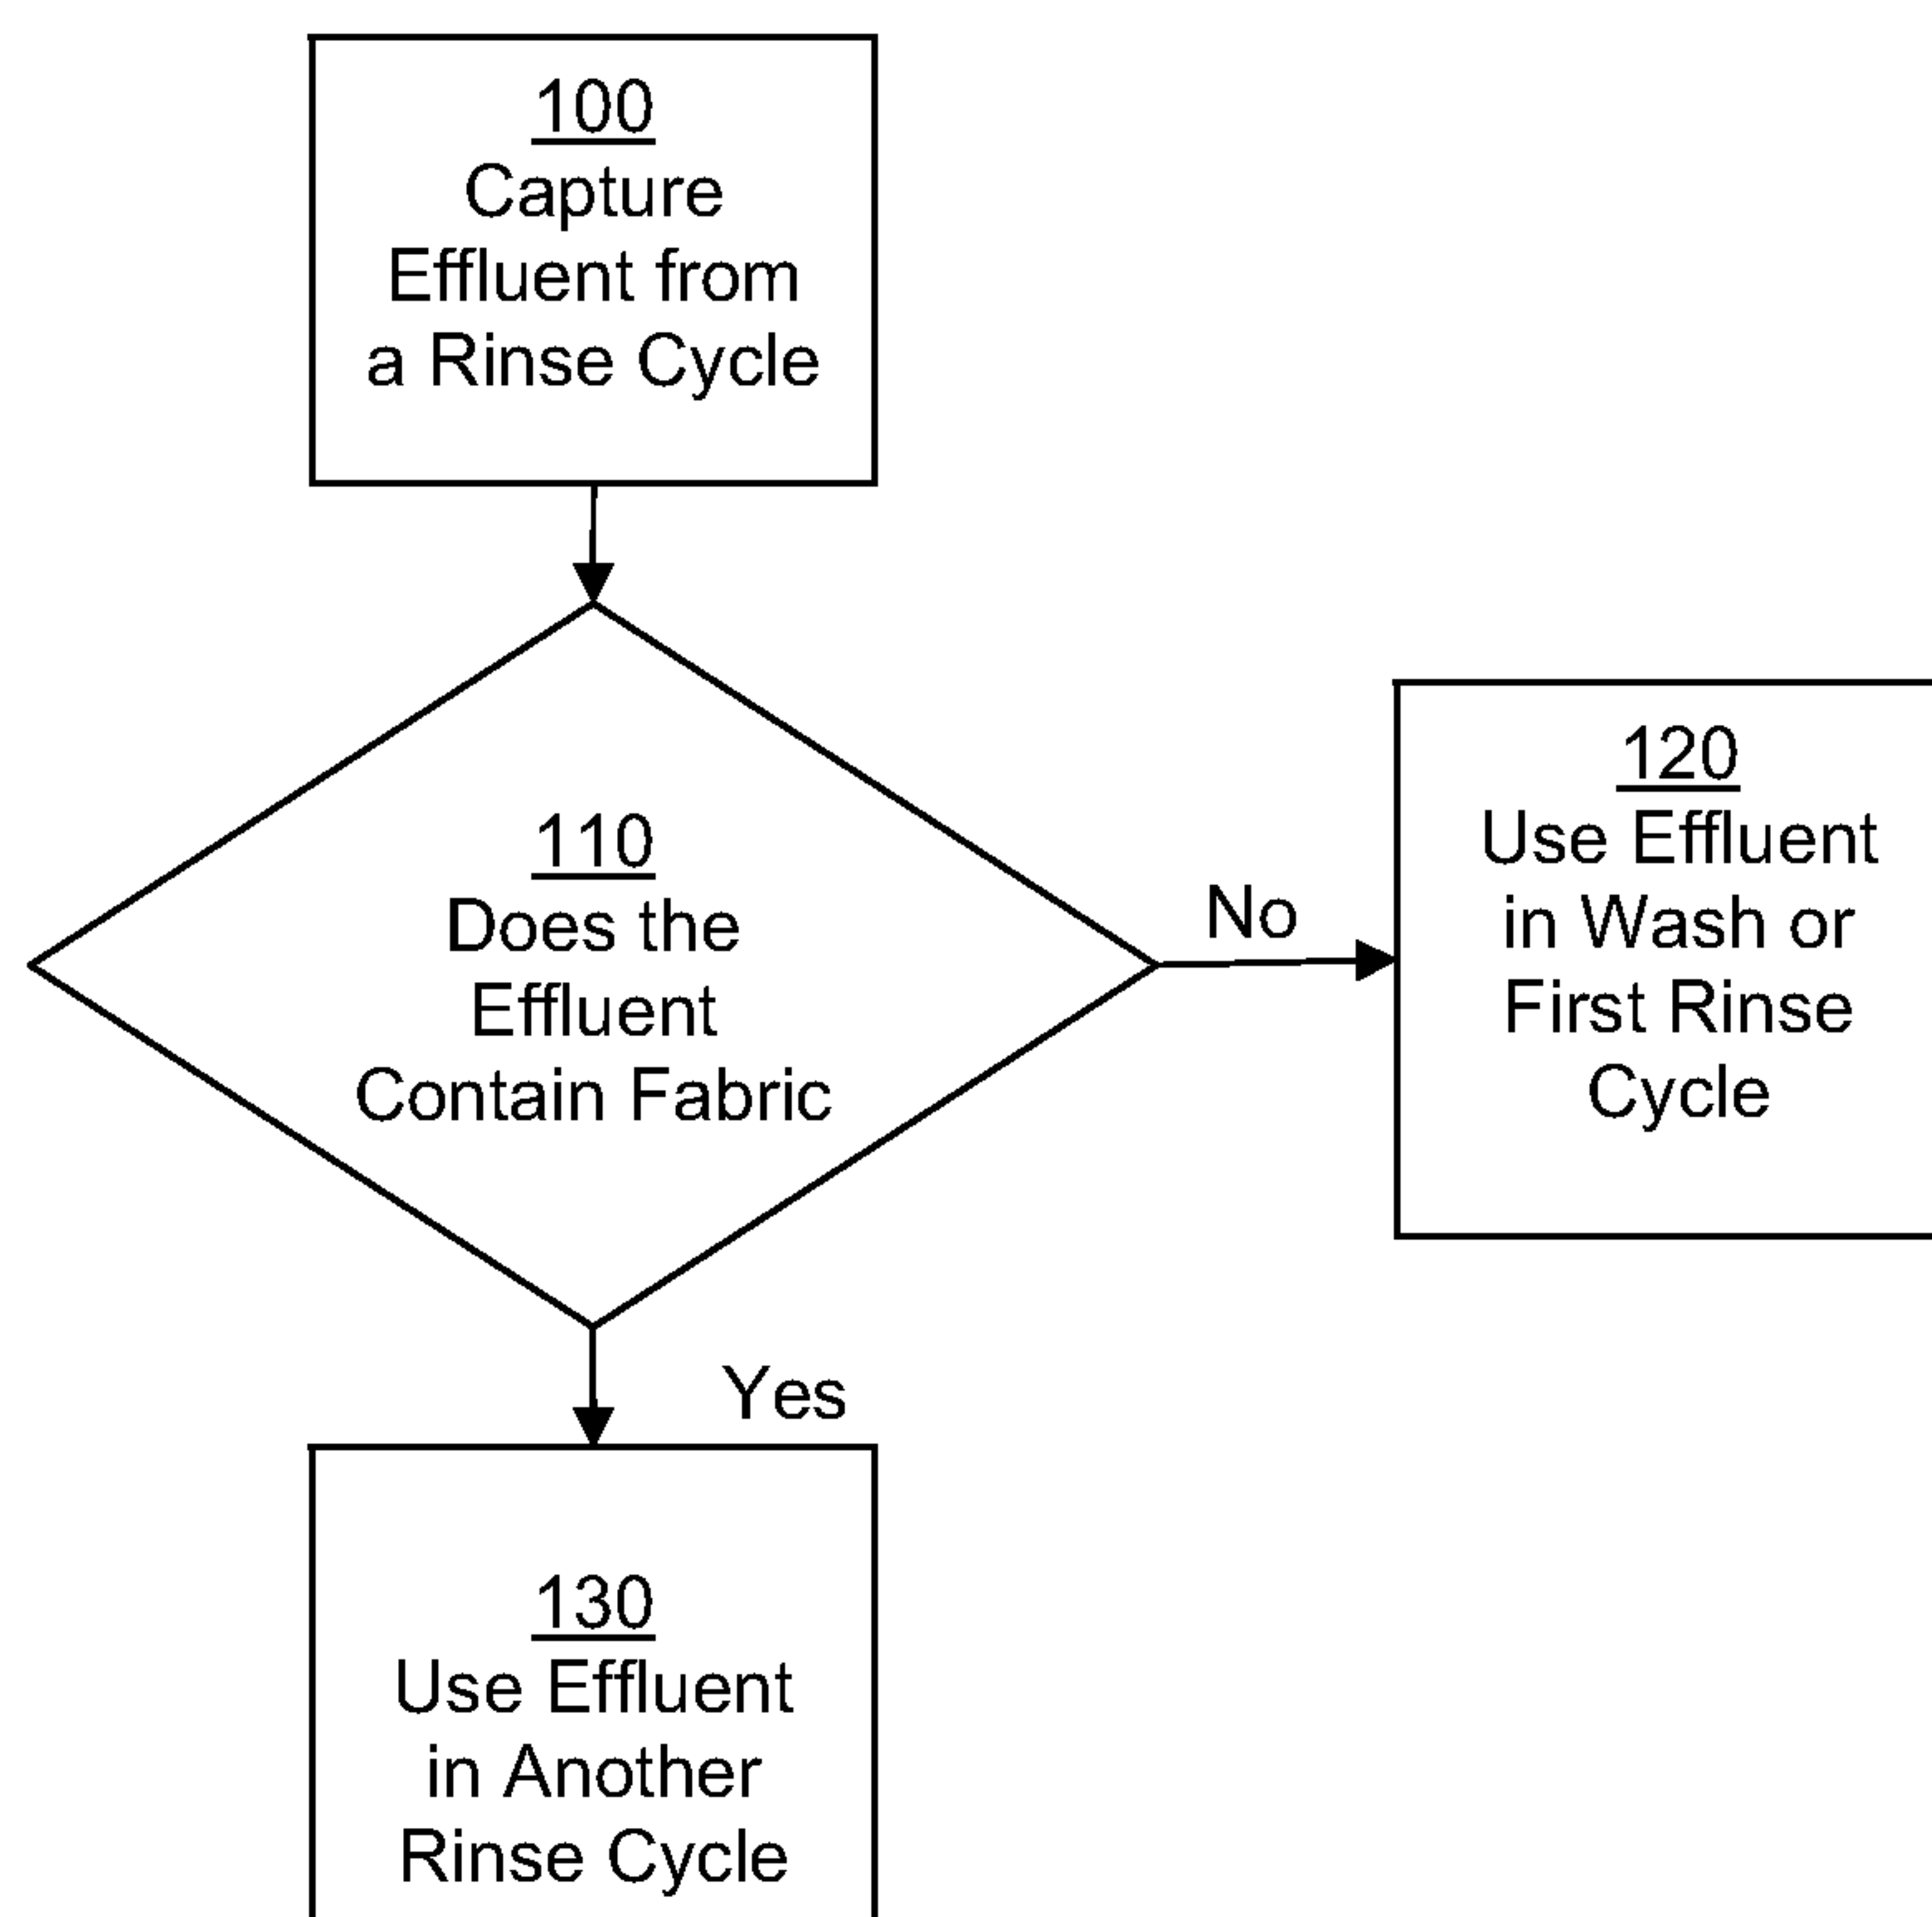 100
Capture
Effluent from
a Rinse Cycle
110
Does the
Effluent
Contain Fabric
No
120
Use Effluent
in Wash or
First Rinse
Cycle
Yes
130
Use Effluent
in Another
Rinse Cycle